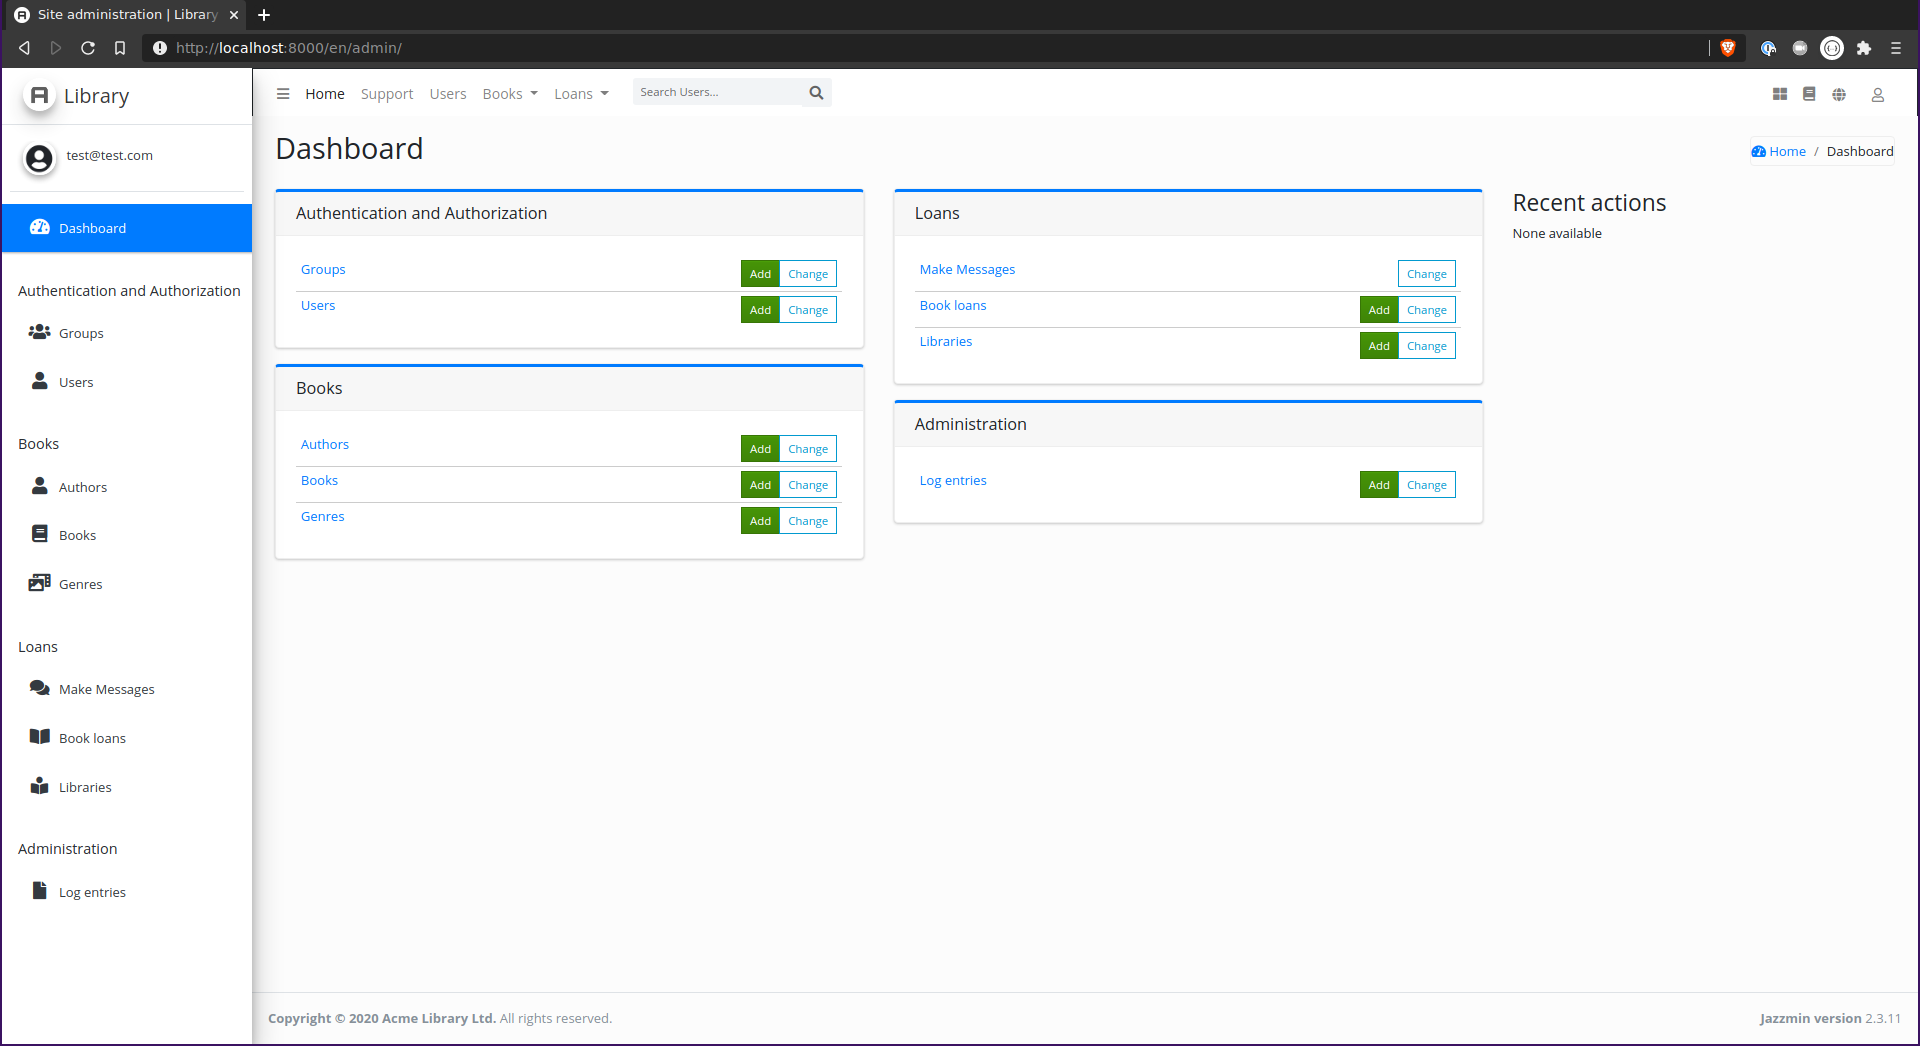 Site administration | Library
http://localhost:8000/en/admin/
Library
test@test.com
Dashboard
Authentication and Authorization
Groups
Users
Books
Authors
Books
Genres
Loans
Make Messages
Book loans
Libraries
Administration
Log entries
Home Support Users Books Loans Search Users...
Dashboard
Home / Dashboard
Authentication and Authorization
Groups Add Change
Users Add Change
Books
Authors Add Change
Books Add Change
Genres Add Change
Loans
Make Messages Change
Book loans Add Change
Libraries Add Change
Administration
Log entries Add Change
Recent actions
None available
Copyright © 2020 Acme Library Ltd. All rights reserved.
Jazzmin version 2.3.11